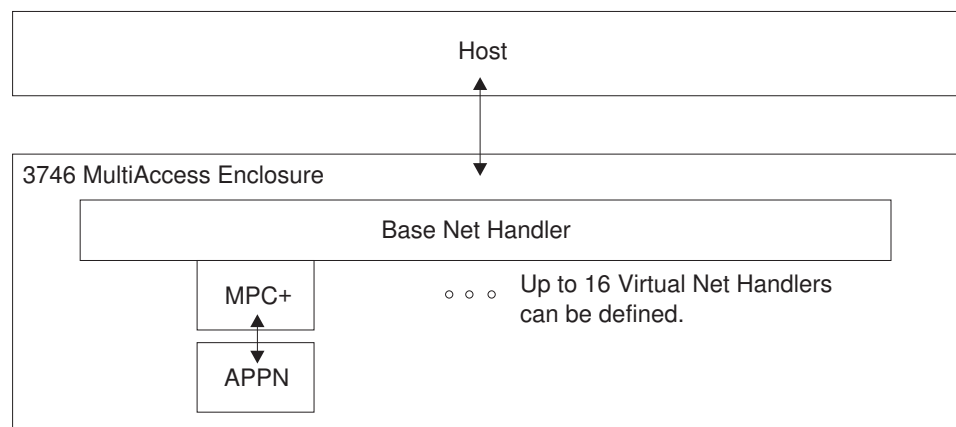 Host
3746 MultiAccess Enclosure
Base Net Handler
MPC+
Up to 16 Virtual Net Handlers
can be defined.
APPN